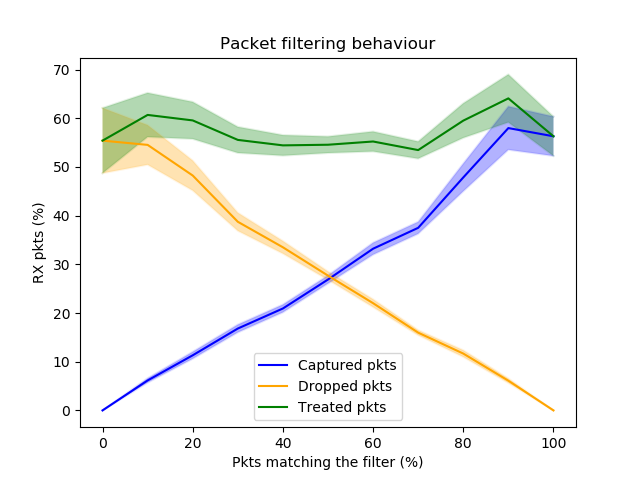 Packet filtering behaviour
RX pkts (%)
70
60
50
40
30
20
10
0
Captured pkts
Dropped pkts
Treated pkts
0 20 40 60 80 100
Pkts matching the filter (%)